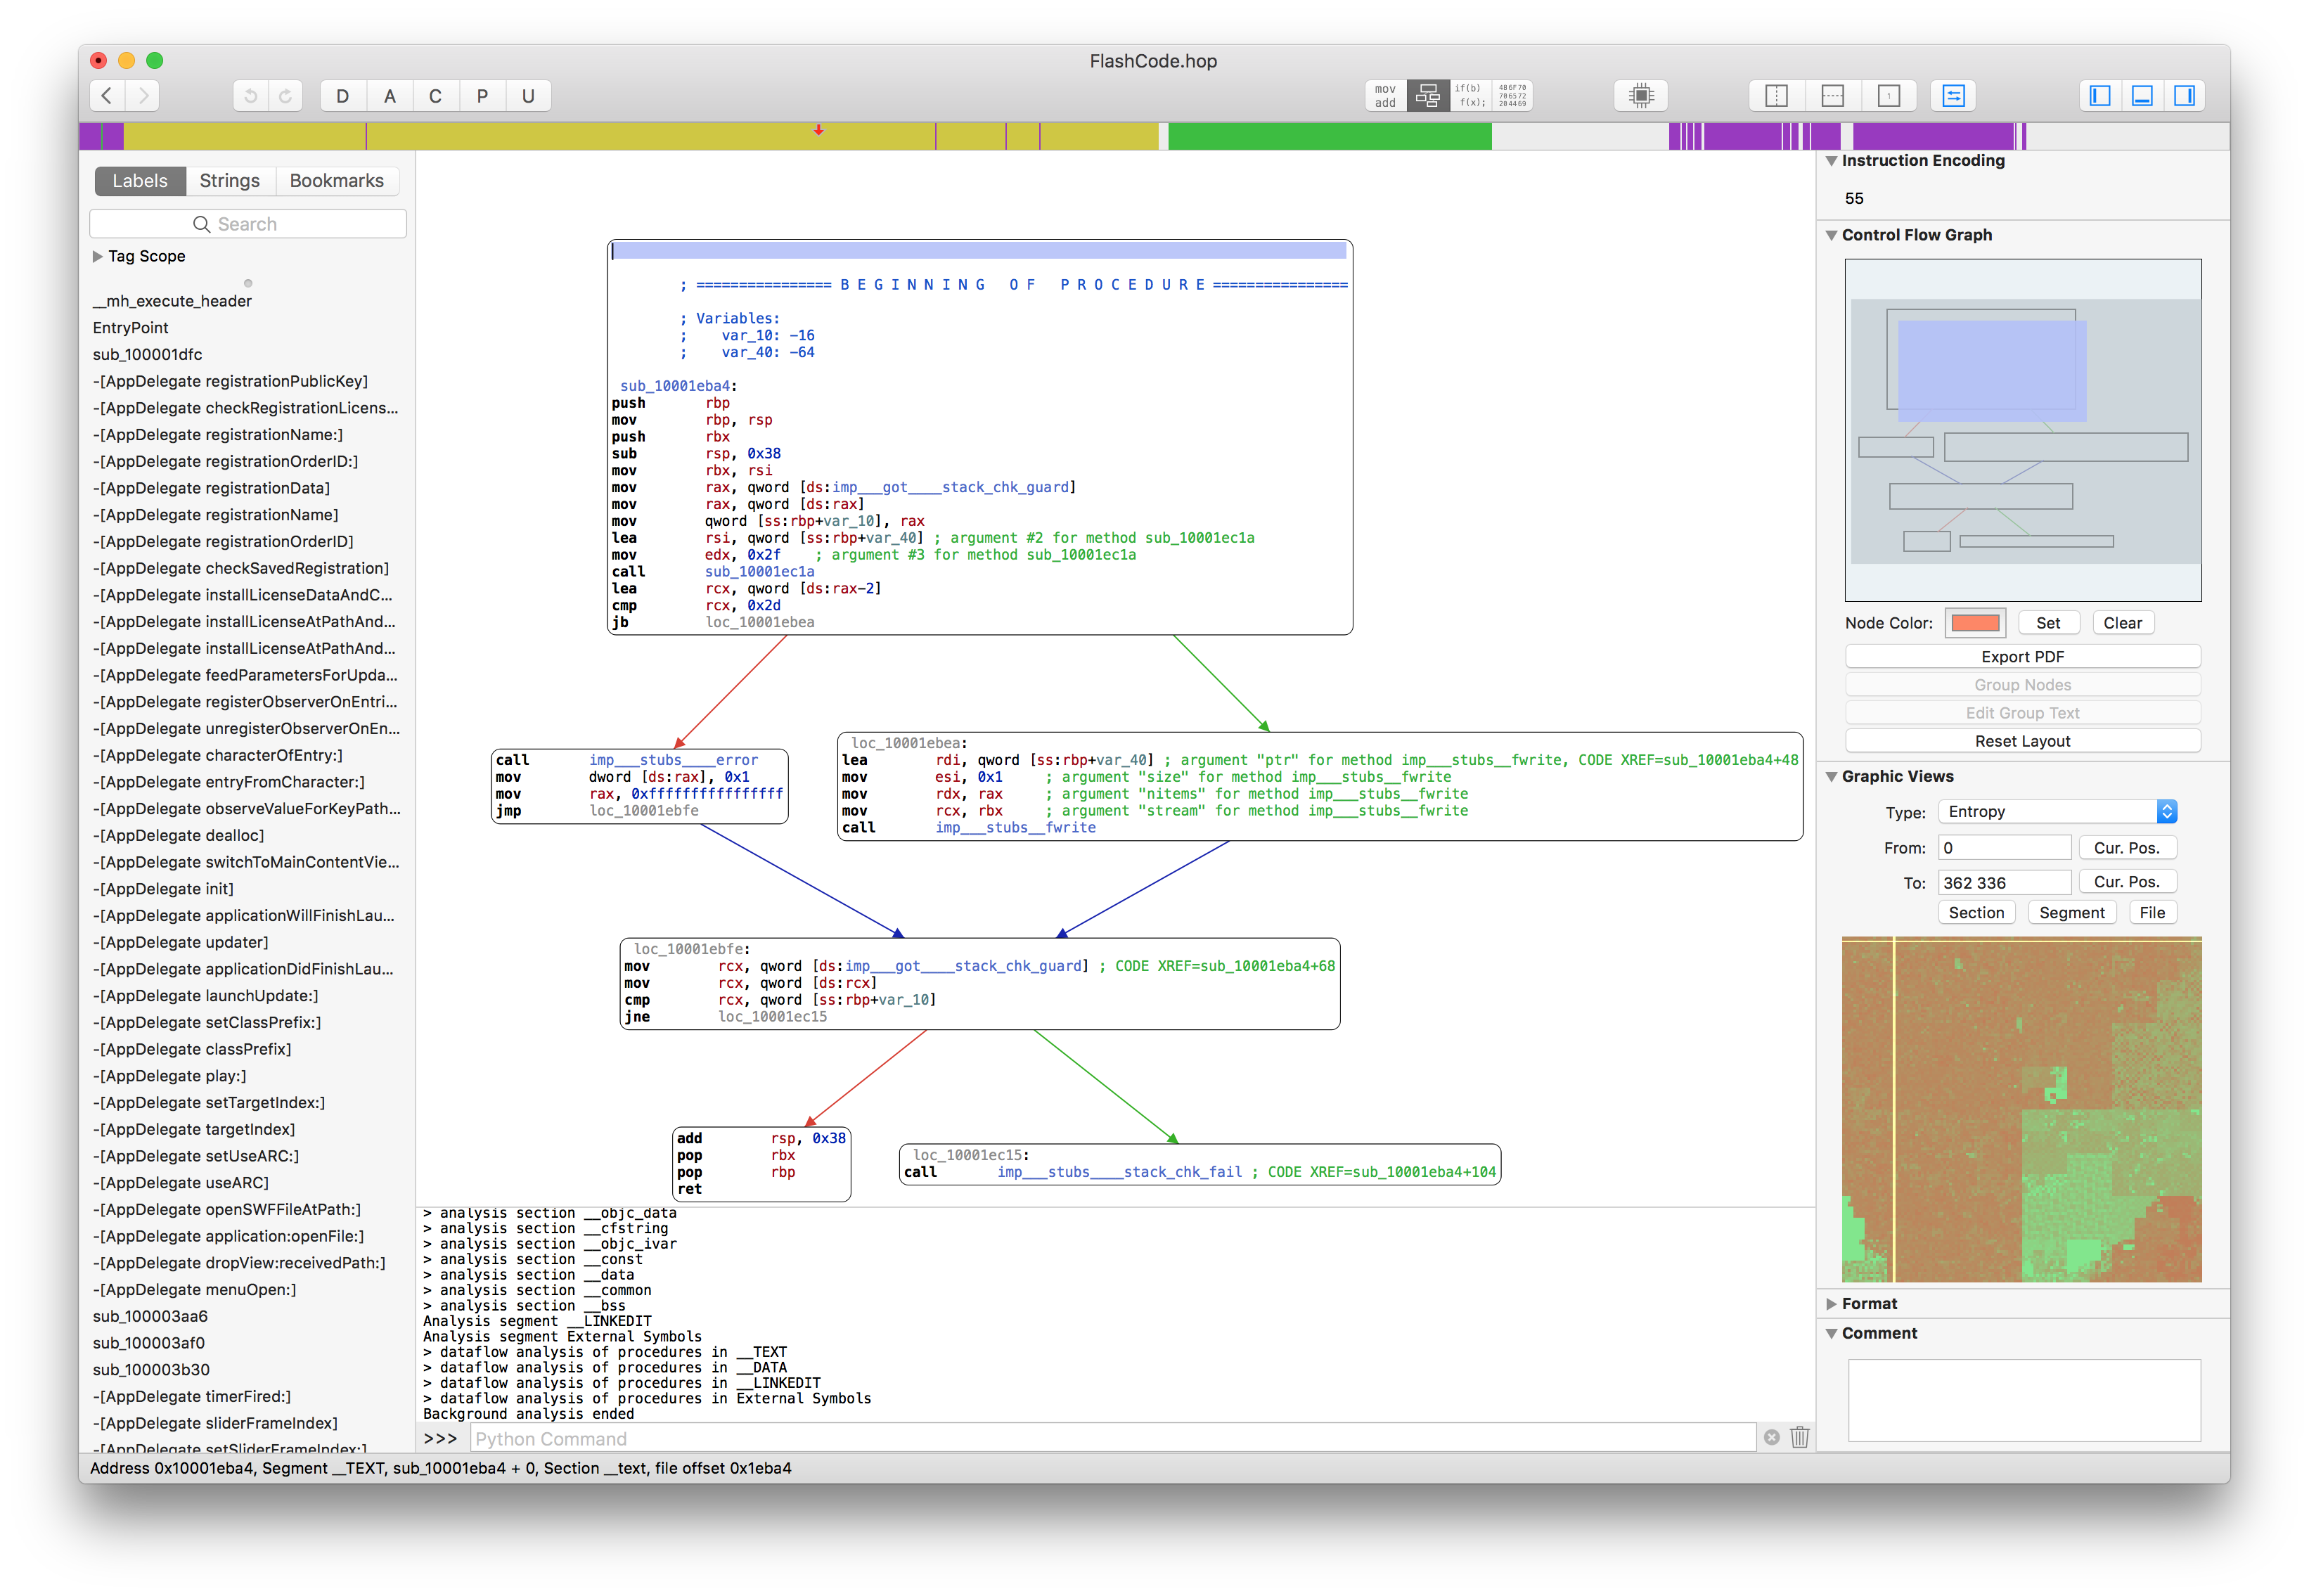 FlashCode.hop
D A C P U
mov add
if(b) f(x);
4B6F70 706572 204469
1
Labels Strings Bookmarks
Search
Tag Scope
__mh_execute_header
EntryPoint
sub_100001dfc
-[AppDelegate registrationPublicKey]
-[AppDelegate checkRegistrationLicens...
-[AppDelegate registrationName:]
-[AppDelegate registrationOrderID:]
-[AppDelegate registrationData]
-[AppDelegate registrationName]
-[AppDelegate registrationOrderID]
-[AppDelegate checkSavedRegistration]
-[AppDelegate installLicenseDataAndC...
-[AppDelegate installLicenseAtPathAnd...
-[AppDelegate installLicenseAtPathAnd...
-[AppDelegate feedParametersForUpda...
-[AppDelegate registerObserverOnEntri...
-[AppDelegate unregisterObserverOnEn...
-[AppDelegate characterOfEntry:]
-[AppDelegate entryFromCharacter:]
-[AppDelegate observeValueForKeyPath...
-[AppDelegate dealloc]
-[AppDelegate switchToMainContentVie...
-[AppDelegate init]
-[AppDelegate applicationWillFinishLau...
-[AppDelegate updater]
-[AppDelegate applicationDidFinishLau...
-[AppDelegate launchUpdate:]
-[AppDelegate setClassPrefix:]
-[AppDelegate classPrefix]
-[AppDelegate play:]
-[AppDelegate setTargetIndex:]
-[AppDelegate targetIndex]
-[AppDelegate setUseARC:]
-[AppDelegate useARC]
-[AppDelegate openSWFFileAtPath:]
-[AppDelegate application:openFile:]
-[AppDelegate dropView:receivedPath:]
-[AppDelegate menuOpen:]
sub_100003aa6
sub_100003af0
sub_100003b30
-[AppDelegate timerFired:]
-[AppDelegate sliderFrameIndex]
-[AppDelegate setSliderFrameIndex:]
; ================ B E G I N N I N G   O F   P R O C E D U R E ================
; Variables:
;    var_10: -16
;    var_40: -64
sub_10001eba4:
push rbp
mov rbp, rsp
push rbx
sub rsp, 0x38
mov rbx, rsi
mov rax, qword [ds:imp___got____stack_chk_guard]
mov rax, qword [ds:rax]
mov qword [ss:rbp+var_10], rax
lea rsi, qword [ss:rbp+var_40] ; argument #2 for method sub_10001ec1a
mov edx, 0x2f ; argument #3 for method sub_10001ec1a
call sub_10001ec1a
lea rcx, qword [ds:rax-2]
cmp rcx, 0x2d
jb loc_10001ebea
call imp___stubs____error
mov dword [ds:rax], 0x1
mov rax, 0xffffffffffffffff
jmp loc_10001ebfe
loc_10001ebea:
lea rdi, qword [ss:rbp+var_40] ; argument "ptr" for method imp___stubs__fwrite, CODE XREF=sub_10001eba4+48
mov esi, 0x1 ; argument "size" for method imp___stubs__fwrite
mov rdx, rax ; argument "nitems" for method imp___stubs__fwrite
mov rcx, rbx ; argument "stream" for method imp___stubs__fwrite
call imp___stubs__fwrite
loc_10001ebfe:
mov rcx, qword [ds:imp___got____stack_chk_guard] ; CODE XREF=sub_10001eba4+68
mov rcx, qword [ds:rcx]
cmp rcx, qword [ss:rbp+var_10]
jne loc_10001ec15
add rsp, 0x38
pop rbx
pop rbp
ret
loc_10001ec15:
call imp___stubs____stack_chk_fail ; CODE XREF=sub_10001eba4+104
> analysis section __objc_data
> analysis section __cfstring
> analysis section __objc_ivar
> analysis section __const
> analysis section __data
> analysis section __common
> analysis section __bss
Analysis segment __LINKEDIT
Analysis segment External Symbols
> dataflow analysis of procedures in __TEXT
> dataflow analysis of procedures in __DATA
> dataflow analysis of procedures in __LINKEDIT
> dataflow analysis of procedures in External Symbols
Background analysis ended
>>> Python Command
Instruction Encoding
55
Control Flow Graph
Node Color: Set Clear
Export PDF
Group Nodes
Edit Group Text
Reset Layout
Graphic Views
Type: Entropy
From: 0 Cur. Pos.
To: 362 336 Cur. Pos.
Section Segment File
Format
Comment
Address 0x10001eba4, Segment __TEXT, sub_10001eba4 + 0, Section __text, file offset 0x1eba4